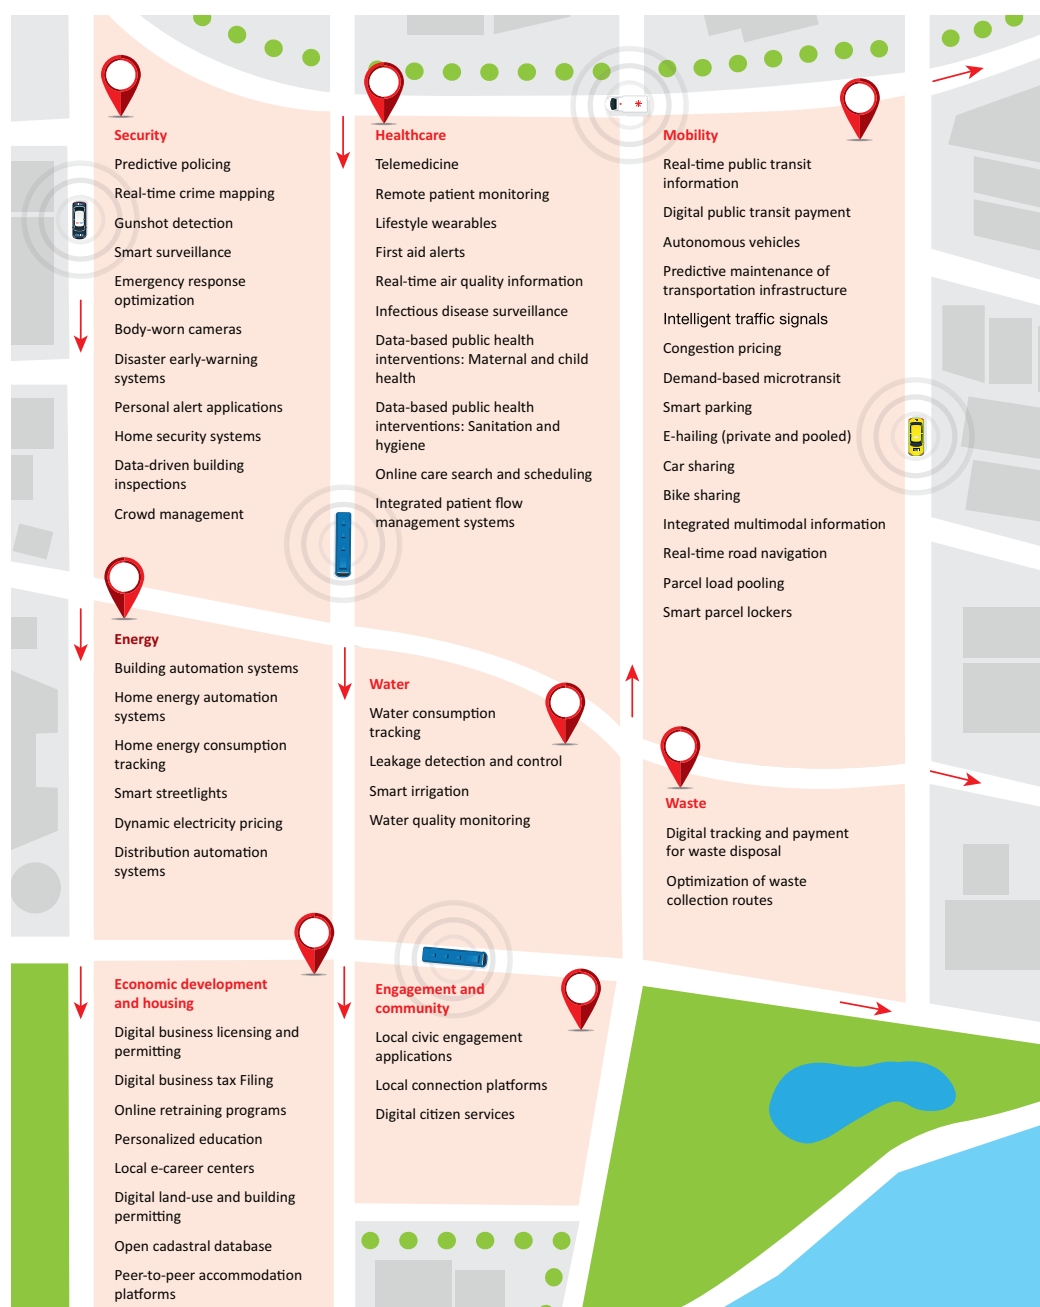 Security
Predictive policing
Real-time crime mapping
Gunshot detection
Smart surveillance
Emergency response
optimization
Body-worn cameras
Disaster early-warning
systems
Personal alert applications
Home security systems
Data-driven building
inspections
Crowd management
Healthcare
Telemedicine
Remote patient monitoring
Lifestyle wearables
First aid alerts
Real-time air quality information
Infectious disease surveillance
Data-based public health
interventions: Maternal and child
health
Data-based public health
interventions: Sanitation and
hygiene
Online care search and scheduling
Integrated patient flow
management systems
Mobility
Real-time public transit
information
Digital public transit payment
Autonomous vehicles
Predictive maintenance of
transportation infrastructure
Intelligent traffic signals
Congestion pricing
Demand-based microtransit
Smart parking
E-hailing (private and pooled)
Car sharing
Bike sharing
Integrated multimodal information
Real-time road navigation
Parcel load pooling
Smart parcel lockers
Energy
Building automation systems
Home energy automation
systems
Home energy consumption
tracking
Smart streetlights
Dynamic electricity pricing
Distribution automation
systems
Water
Water consumption
tracking
Leakage detection and control
Smart irrigation
Water quality monitoring
Waste
Digital tracking and payment
for waste disposal
Optimization of waste
collection routes
Economic development
and housing
Digital business licensing and
permitting
Digital business tax Filing
Online retraining programs
Personalized education
Local e-career centers
Digital land-use and building
permitting
Open cadastral database
Peer-to-peer accommodation
platforms
Engagement and
community
Local civic engagement
applications
Local connection platforms
Digital citizen services